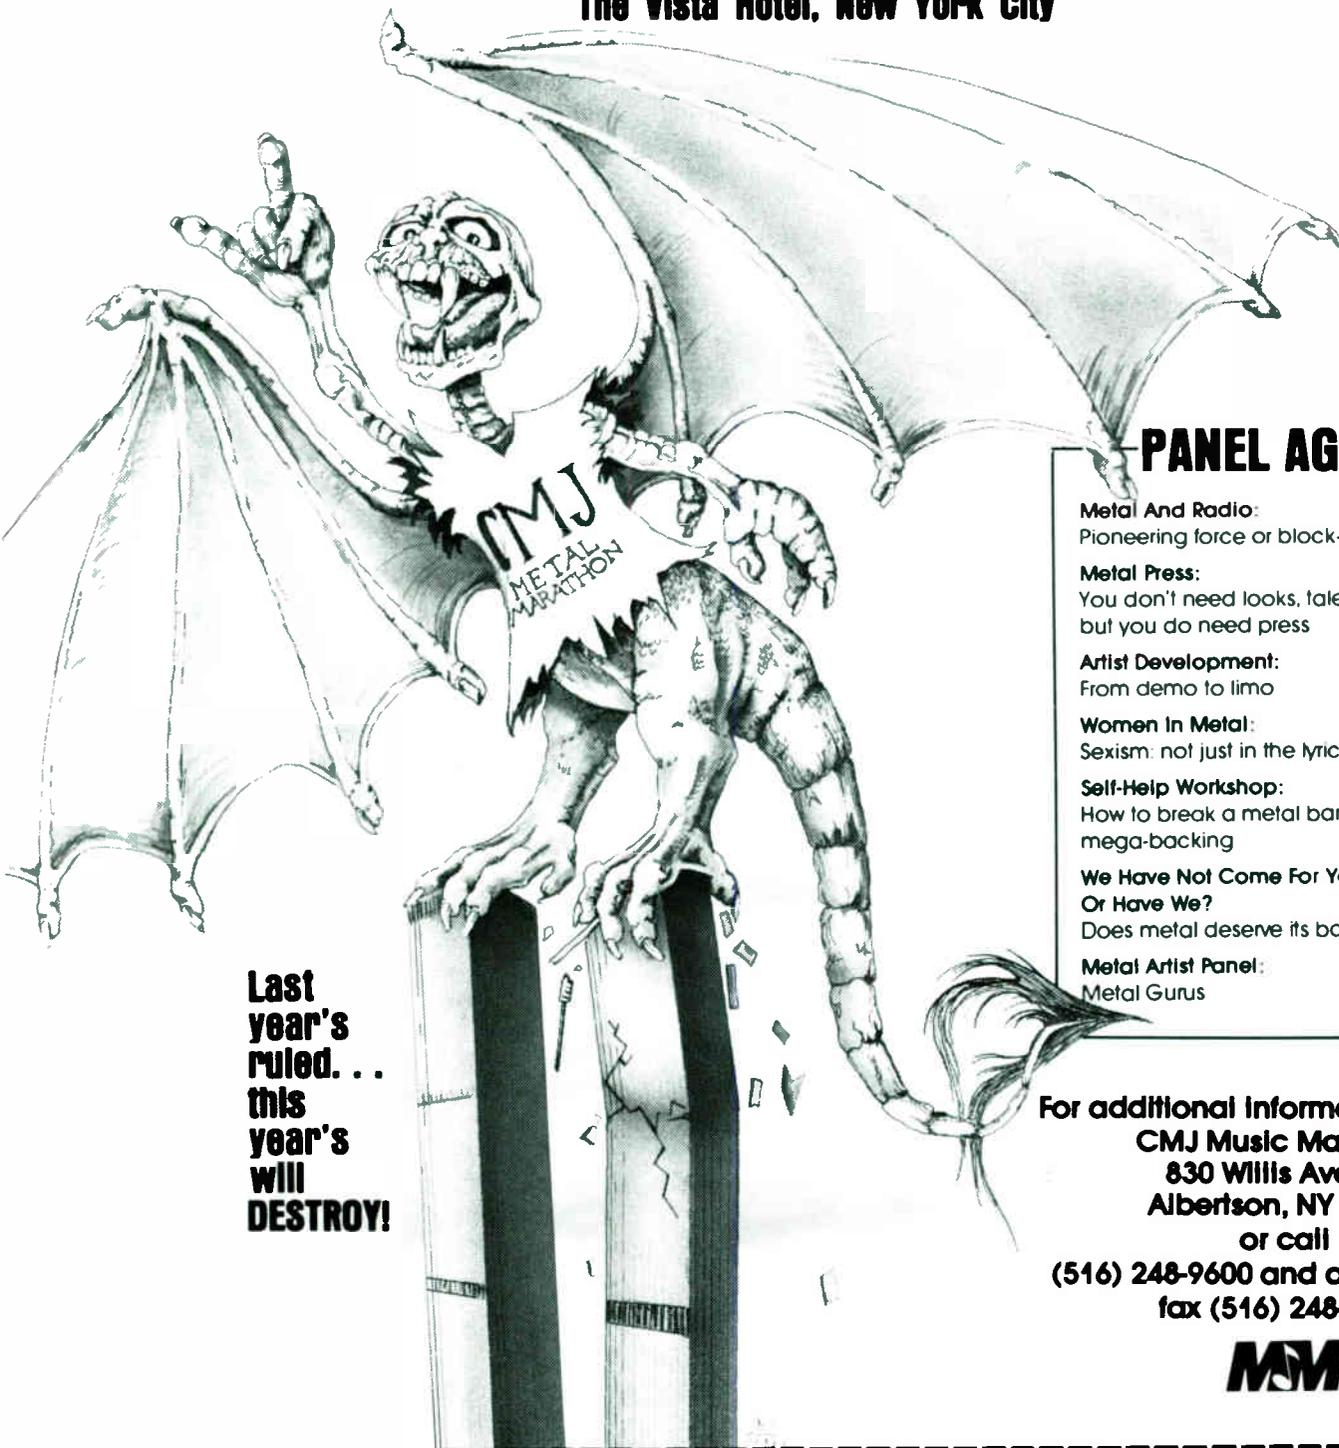 The Vista Hotel, New York City
CMJ
METAL
MARATHON
PANEL AG
Metal And Radio:
Pioneering force or block-
Metal Press:
You don't need looks, tale
but you do need press
Artist Development:
From demo to limo
Women In Metal:
Sexism: not just in the lyric
Self-Help Workshop:
How to break a metal ban
mega-backing
We Have Not Come For Yo
Or Have We?
Does metal deserve its ba
Metal Artist Panel:
Metal Gurus
Last
year's
ruled...
this
year's
will
DESTROY!
For additional informa
CMJ Music Ma
830 Willis Ave
Albertson, NY
or call
(516) 248-9600 and a
fax (516) 248-
MM